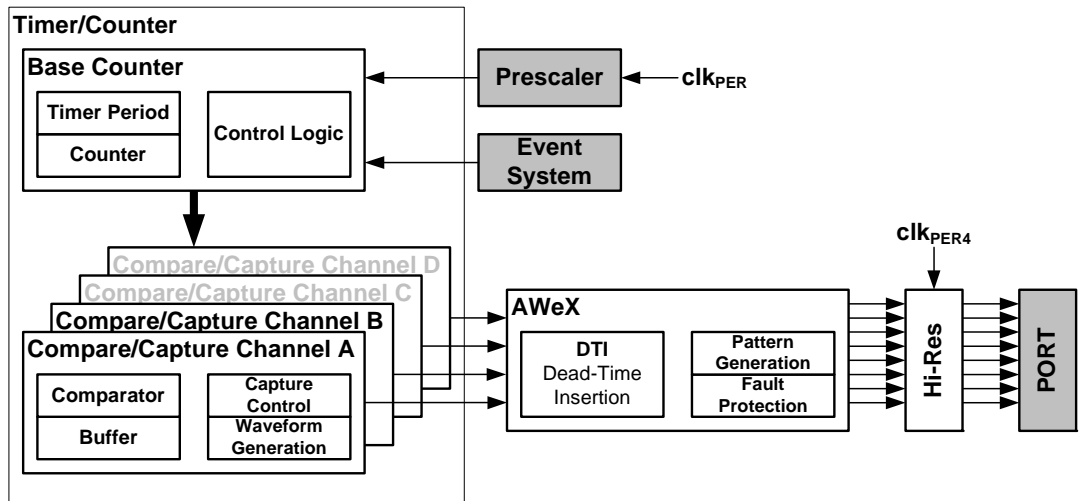 Timer/Counter
Base Counter
Timer Period
Counter
Control Logic
Prescaler
clkPER
Event
System
Compare/Capture Channel D
Compare/Capture Channel C
Compare/Capture Channel B
Compare/Capture Channel A
Comparator
Buffer
Capture
Control
Waveform
Generation
AWeX
DTI
Dead-Time
Insertion
Pattern
Generation
Fault
Protection
clkPER4
Hi-Res
PORT